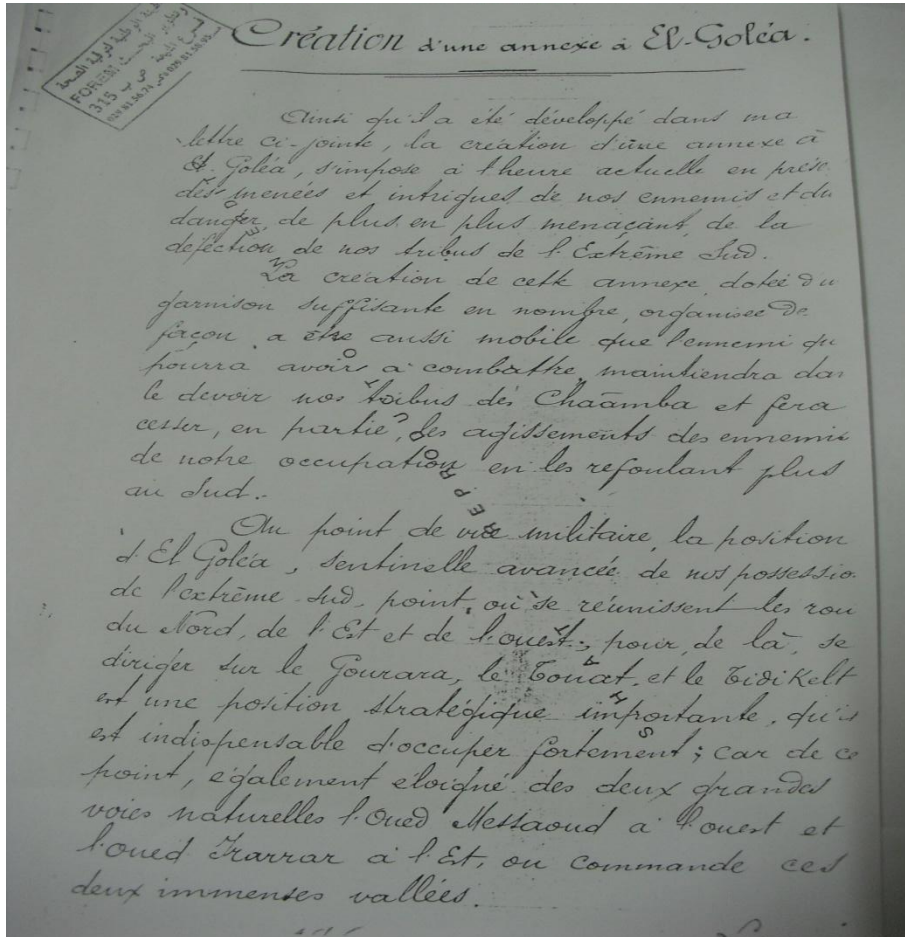 FOREM
315
Création d'une annexe à El-Goléa.
Ainsi qu'il a été développé dans ma
lettre ci-jointe, la création d'une annexe à
El Goléa, s'impose à l'heure actuelle en prése
des menées et intrigues de nos ennemis et du
danger, de plus en plus menaçant, de la
défection de nos tribus de l'Extrême Sud.
La création de cette annexe, dotée du
garnison suffisante en nombre, organisée de
façon à être aussi mobile que l'ennemi qu
pourra avoir à combattre, maintiendra dan
le devoir nos tribus des Chaâmba et fera
cesser, en partie, les agissements des ennemis
de notre occupation en les refoulant plus
au Sud.
Au point de vue militaire, la position
d'El Goléa, sentinelle avancée de nos possessio
de l'extrême Sud, point, où se réunissent les rou
du Nord, de l'Est et de l'ouest, pour, de là, se
diriger sur le Gourara, le Touat, et le Tidikelt
est une position stratégique importante, qu'il
est indispensable d'occuper fortement ; car de ce
point, également éloigné des deux grandes
voies naturelles l'Oued Messaoud à l'ouest et
l'oued Irarrar à l'Est, on commande ces
deux immenses vallées.